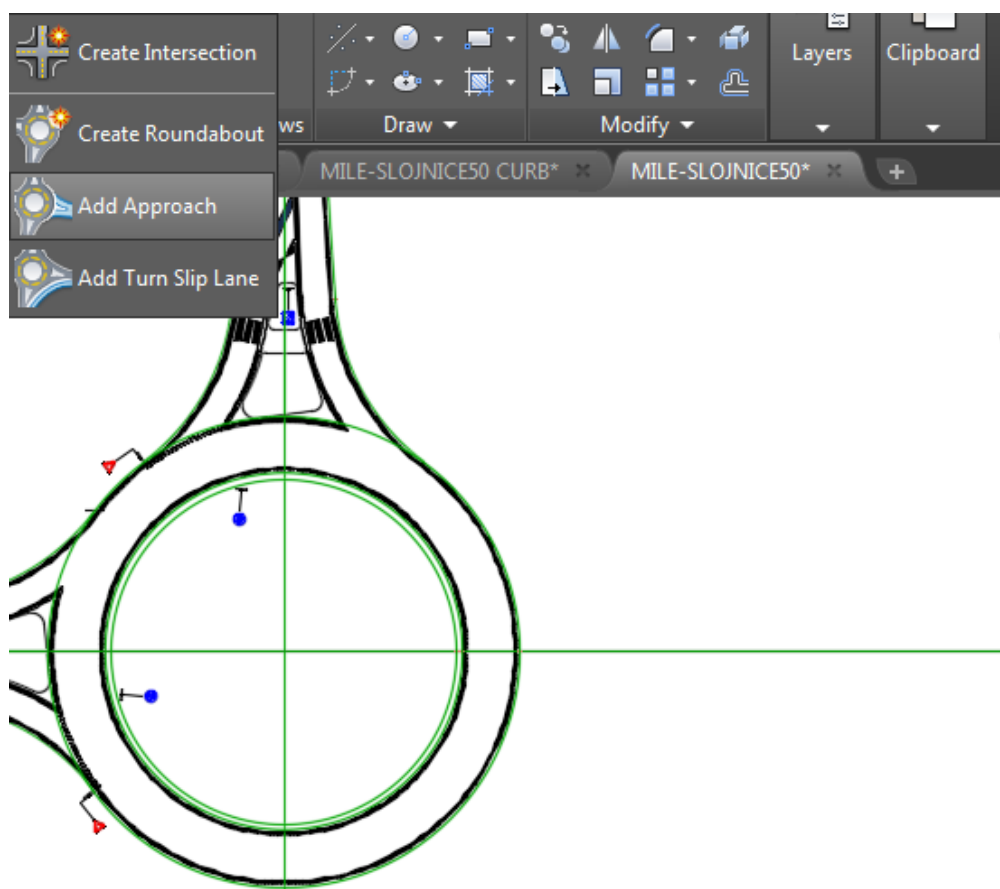 Create Intersection
Create Roundabout
Add Approach
Add Turn Slip Lane
ws
Draw
Modify
Layers
Clipboard
MILE-SLOJNICE50 CURB*
MILE-SLOJNICE50*